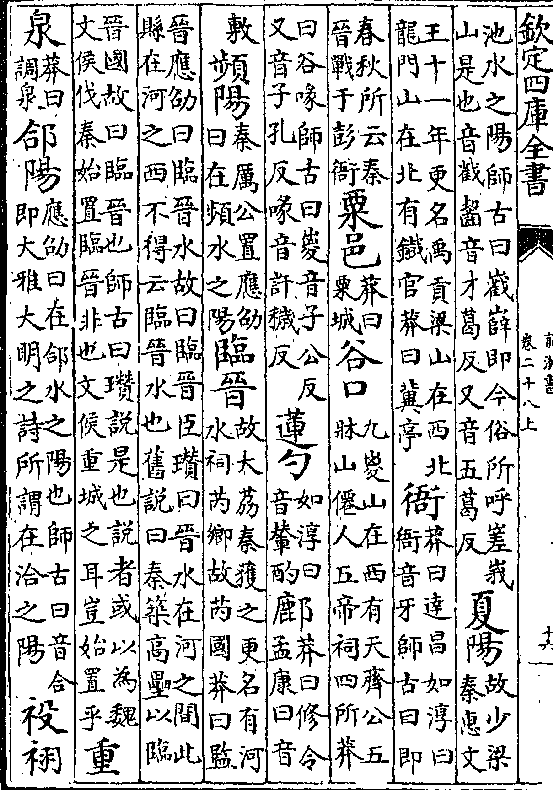 欽定四庫全書
前漢書
卷二十八上
十六
池水之陽師古曰嶻嶭即今俗所呼嵳峩山是也音戳齧音才葛反又音五葛反夏陽故少梁秦惠文
王十一年更名禹貢梁山在西北龍門山在北有鐵官莽曰冀亭衙莽曰達昌如淳曰衙音牙師古曰即
春秋所云秦晉戰于彭衙粟邑莽曰粟城谷口九嵏山在西有天齊公五牀山僊人五帝祠四所莽
曰谷喙師古曰嵏音子公反又音子孔反喙音許穢反蓮勺如淳曰音輦酌鄜莽曰修令孟康曰音
敷頻陽秦厲公置應劭曰在頻水之陽臨晉故大荔秦獲之更名有河水祠芮鄉故芮國莽曰監
晉應劭曰臨晉水故曰臨晉臣瓚曰晉水在河之間此縣在河之西不得云臨晉水也舊説曰秦築髙壘以臨
晉國故曰臨晉也師古曰瓚説是也説者或以為魏文侯伐秦始置臨晉非也文侯重城之耳豈始置乎重
泉莽曰調泉郃陽應劭曰在郃水之陽也師古曰音合即大雅大明之詩所謂在洽之陽祋祤